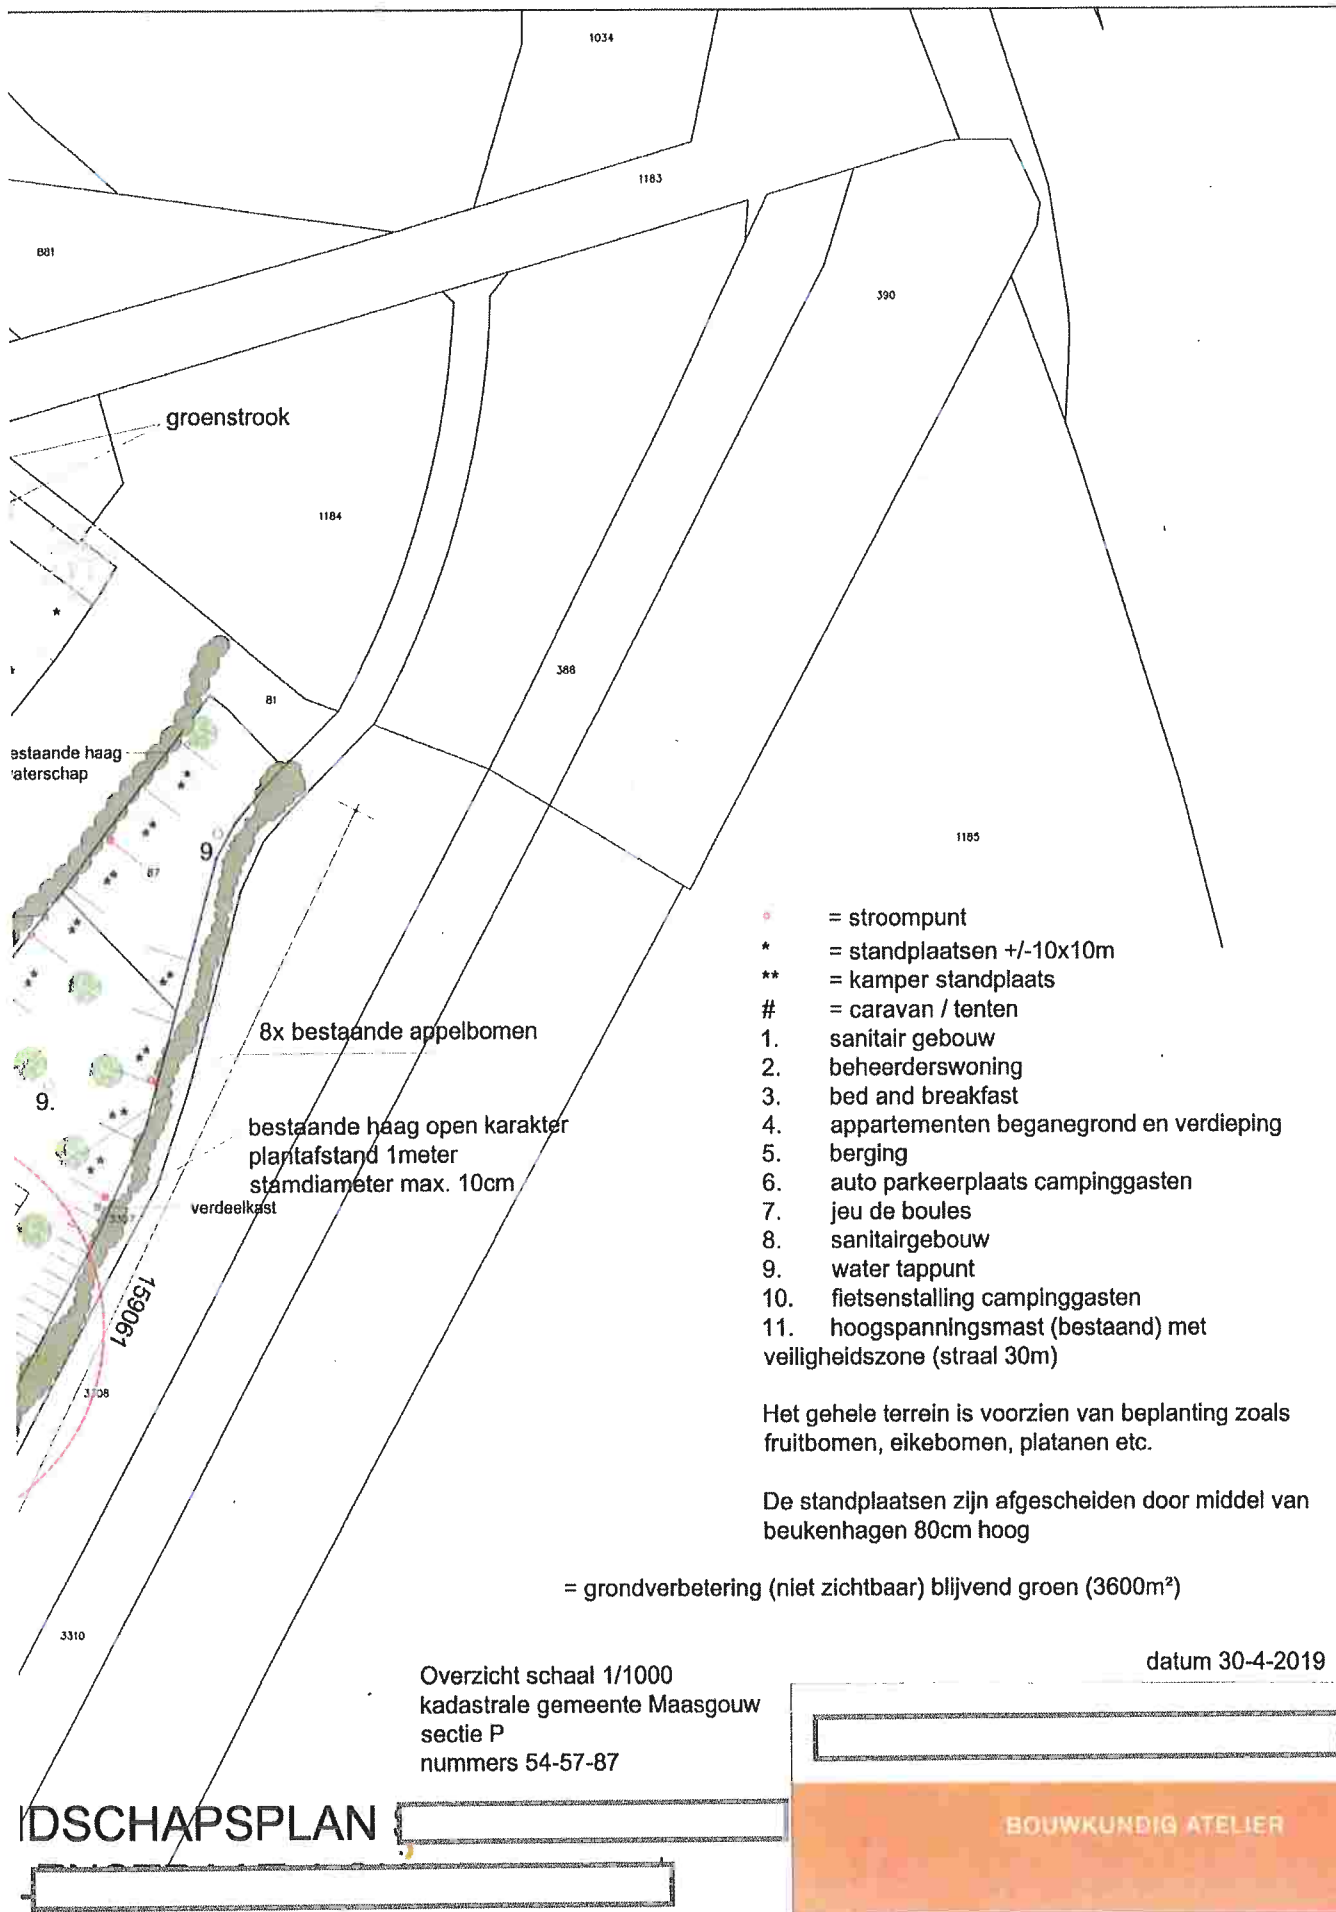 1034
1183
881
390
groenstrook
1184
*
388
81
estaande haag
aterschap
**
**
9
87
**
1185
**
**
**
8x bestaande appelbomen
**
9.
**
bestaande haag open karakter
plantafstand 1meter
stamdiameter max. 10cm
**
verdeelkast
159061
3308
3310
= stroompunt
* = standplaatsen +/-10x10m
** = kamper standplaats
# = caravan / tenten
1. sanitair gebouw
2. beheerderswoning
3. bed and breakfast
4. appartementen beganegrond en verdieping
5. berging
6. auto parkeerplaats campinggasten
7. jeu de boules
8. sanitairgebouw
9. water tappunt
10. fietsenstalling campinggasten
11. hoogspanningsmast (bestaand) met
veiligheidszone (straal 30m)
Het gehele terrein is voorzien van beplanting zoals
fruitbomen, eikebomen, platanen etc.
De standplaatsen zijn afgescheiden door middel van
beukenhagen 80cm hoog
= grondverbetering (niet zichtbaar) blijvend groen (3600m²)
datum 30-4-2019
Overzicht schaal 1/1000
kadastrale gemeente Maasgouw
sectie P
nummers 54-57-87
DSCHAPSPLAN
BOUWKUNDIG ATELIER